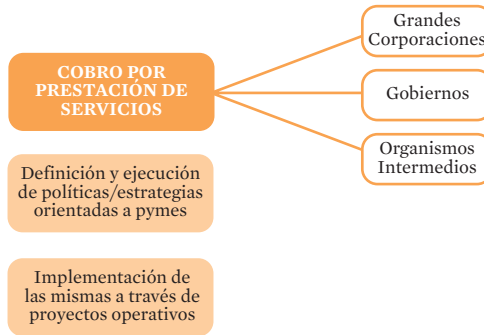 COBRO POR
PRESTACIÓN DE
SERVICIOS
Grandes
Corporaciones
Gobiernos
Organismos
Intermedios
Definición y ejecución
de políticas/estrategias
orientadas a pymes
Implementación de
las mismas a través de
proyectos operativos